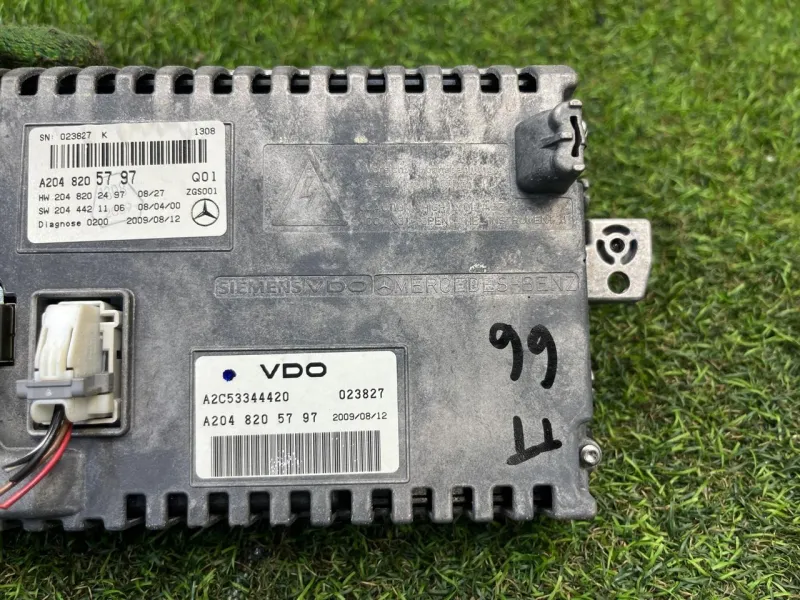 SN: 023827 K 1308
A204 820 57 97 Q01
HW 204 820 24 97 08/27 ZGS001
SW 204 442 11 06 08/04/00
Diagnose 0200 2009/08/12
SIEMENS VDO MERCEDES-BENZ
VDO
A2C53344420 023827
A204 820 57 97 2009/08/12
66